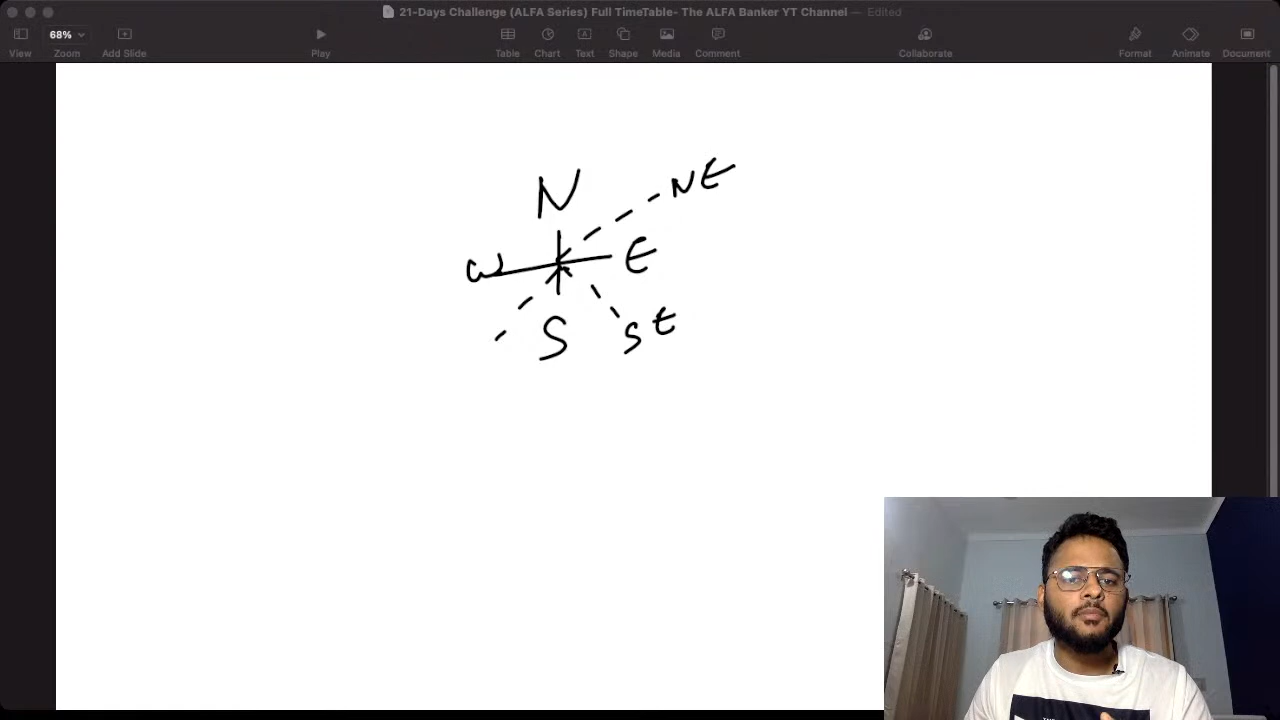 21-Days Challenge (ALFA Series) Full TimeTable- The ALFA Banker YT Channel — Edited
68%
View Zoom Add Slide Play Table Chart Text Shape Media Comment Collaborate Format Animate Document
NE
N
W E
S SE